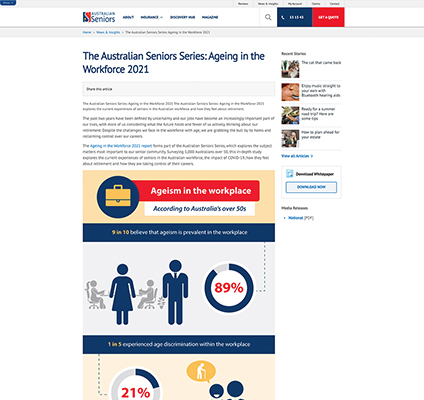 Reviews News & Insights My Account Claims Contact
AUSTRALIAN
Seniors
ABOUT INSURANCE DISCOVERY HUB MAGAZINE
13 13 43
GET A QUOTE
Home News & Insights The Australian Seniors Series: Ageing in the Workforce 2021
The Australian Seniors Series: Ageing in the
Workforce 2021
Share this article
The Australian Seniors Series: Ageing in the Workforce 2021 The Australian Seniors Series: Ageing in the Workforce 2021
explores the current experiences of seniors in the Australian workforce and how they feel about retirement.
The past two years have been defined by uncertainty and our jobs have become an increasingly important part of
our lives, with more of us considering what the future holds and fewer of us actively thinking about our
retirement. Despite the challenges we all face in the workforce with age, we are grabbing the bull by its horns and
reclaiming control over our careers.
The Ageing in the Workforce 2021 report forms part of the Australian Seniors Series, which explores the subject
matters most important to our senior community. Surveying 5,000 Australians over 50, this in-depth study
explores the current experiences of seniors in the Australian workforce, the impact of COVID-19, how they feel
about retirement and how they are taking control of their careers.
Ageism in the workplace
According to Australia's over 50s
9 in 10 believe that ageism is prevalent in the workplace
89%
1 in 5 experienced age discrimination within the workplace
21%
Recent Stories
The cat that came back
Enjoy music straight to
your ears with
Bluetooth hearing aids
Ready for a summer
road trip? Here are
some tips
How to plan ahead for
your estate
View all Articles
Download Whitepaper
DOWNLOAD NOW
Media Releases
National [PDF]